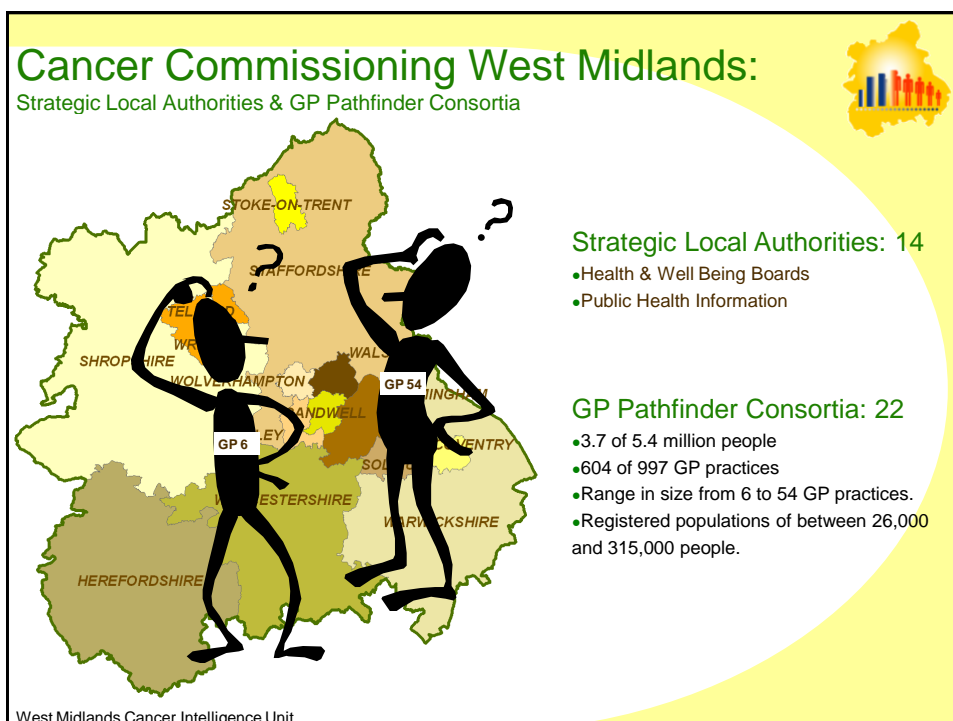 Cancer Commissioning West Midlands:
Strategic Local Authorities & GP Pathfinder Consortia
STOKE-ON-TRENT
?
?
STAFFORDSHIRE
SHROPSHIRE
WOLVERHAMPTON
GP 54
GP 6
COVENTRY
WARWICKSHIRE
HEREFORDSHIRE
Strategic Local Authorities: 14
•Health & Well Being Boards
•Public Health Information
GP Pathfinder Consortia: 22
•3.7 of 5.4 million people
•604 of 997 GP practices
•Range in size from 6 to 54 GP practices.
•Registered populations of between 26,000
and 315,000 people.
West Midlands Cancer Intelligence Unit